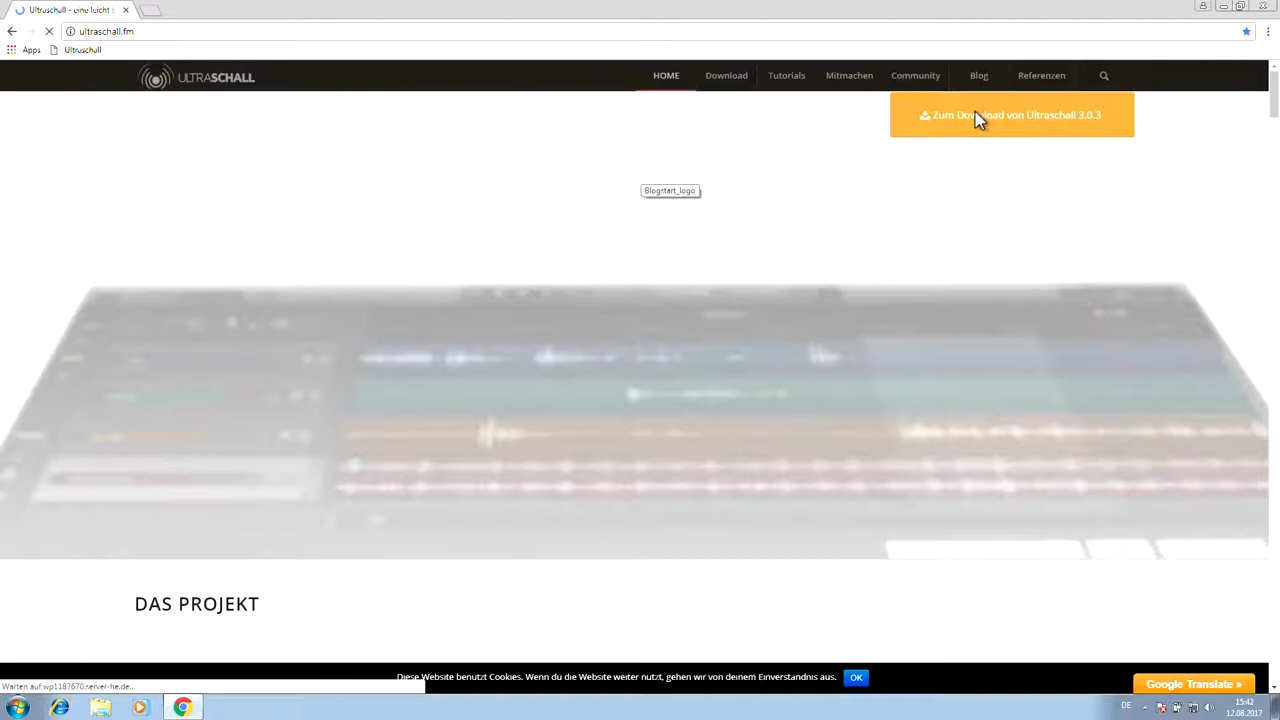 Ultraschall - eine leicht b
ultraschall.fm
Apps Ultraschall
ULTRASCHALL HOME Download Tutorials Mitmachen Community Blog Referenzen
Zum Download von Ultraschall 3.0.3
Blogstart_logo
DAS PROJEKT
Diese Website benutzt Cookies. Wenn du die Website weiter nutzt, gehen wir von deinem Einverständnis aus. OK
Google Translate »
Warten auf wp1187670.server-he.de...
DE 15:42
12.08.2017